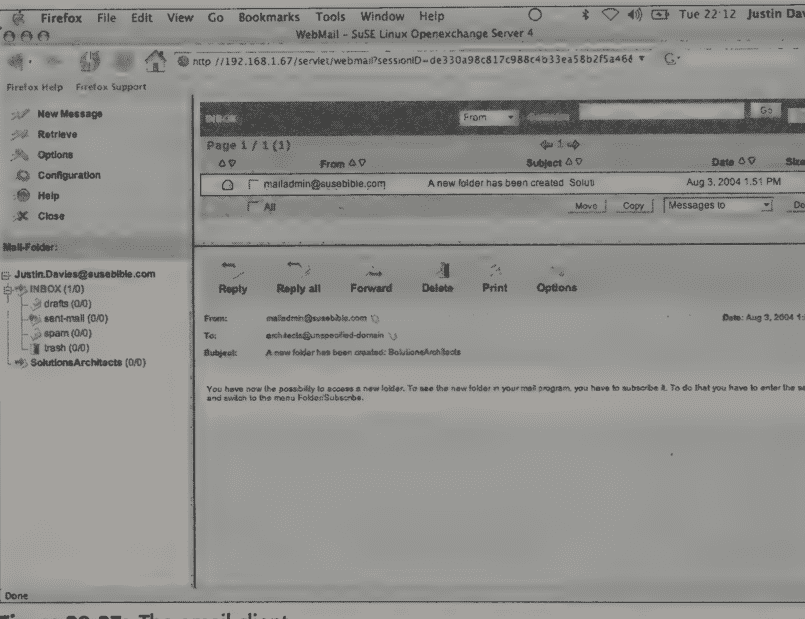 Firefox File Edit View Go Bookmarks Tools Window Help Tue 22:12 Justin Dav
WebMail - SuSE Linux Openexchange Server 4
http://192.168.1.67/servlet/webmail?sessionID=de330a98c817c988c4b33ea58b2f5a46
Firefox Help Firefox Support
New Message
Retrieve
Options
Configuration
Help
Close
Mail-Folder:
Justin.Davies@susebible.com
INBOX (1/0)
drafts (0/0)
sent-mail (0/0)
spam (0/0)
trash (0/0)
SolutionsArchitects (0/0)
INBOX From Go
Page 1 / 1 (1) 1
From Subject Date Size
mailadmin@susebible.com A new folder has been created Soluti Aug 3, 2004 1:51 PM
All Move Copy Messages to
Reply Reply all Forward Delete Print Options
From: mailadmin@susebible.com Date: Aug 3, 2004 1:
To: architects@unspecified-domain
Subject: A new folder has been created: SolutionsArchitects
You have now the possibility to access a new folder. To see the new folder in your mail program, you have to subscribe it. To do that you have to enter the
and switch to the menu Folder/Subscribe.
Done